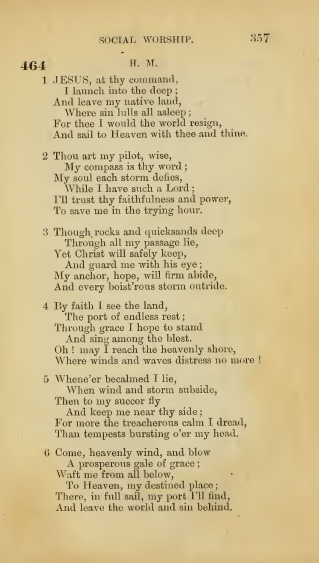 SOCIAL WORSHIP. 357
464 H. M.
1 JESUS, at thy command,
I launch into the deep;
And leave my native land,
Where sin lulls all asleep;
For thee I would the world resign,
And sail to Heaven with thee and thine.
2 Thou art my pilot, wise,
My compass is thy word;
My soul each storm defies,
While I have such a Lord;
I'll trust thy faithfulness and power,
To save me in the trying hour.
3 Though rocks and quicksands deep
Through all my passage lie,
Yet Christ will safely keep,
And guard me with his eye;
My anchor, hope, will firm abide,
And every boist'rous storm outride.
4 By faith I see the land,
The port of endless rest;
Through grace I hope to stand
And sing among the blest.
Oh! may I reach the heavenly shore,
Where winds and waves distress no more!
5 Whene'er becalmed I lie,
When wind and storm subside,
Then to my succor fly
And keep me near thy side;
For more the treacherous calm I dread,
Than tempests bursting o'er my head.
6 Come, heavenly wind, and blow
A prosperous gale of grace;
Waft me from all below,
To Heaven, my destined place;
There, in full sail, my port I'll find,
And leave the world and sin behind.